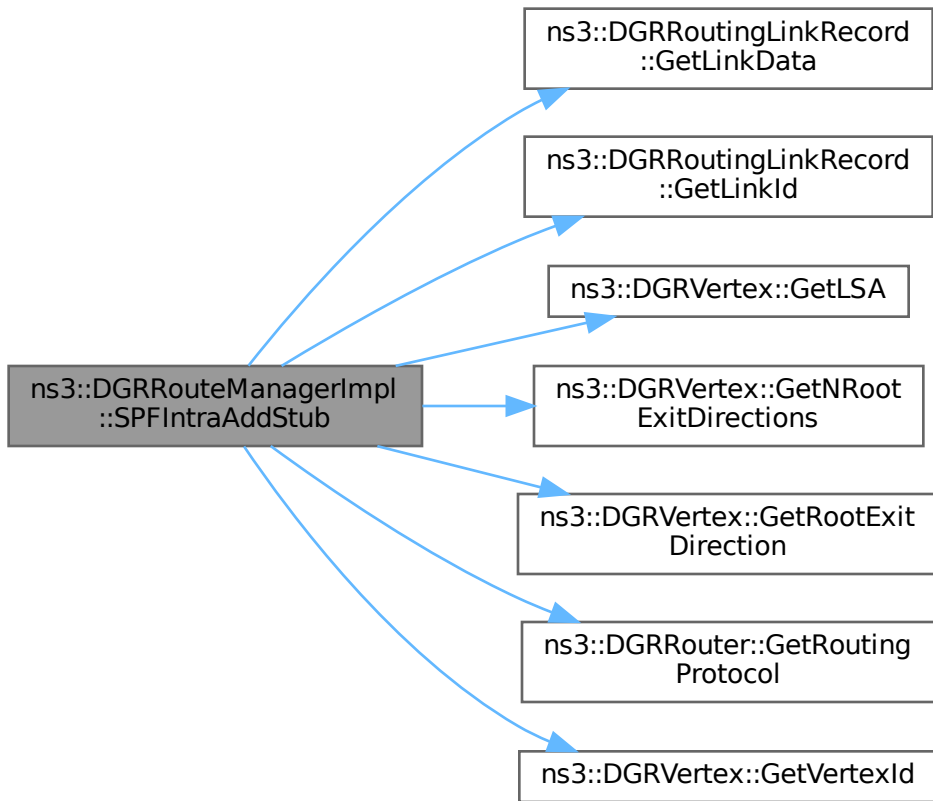 ns3::DGRRoutingLinkRecord
::GetLinkData
ns3::DGRRoutingLinkRecord
::GetLinkId
ns3::DGRVertex::GetLSA
ns3::DGRRouteManagerImpl
::SPFIntraAddStub
ns3::DGRVertex::GetNRoot
ExitDirections
ns3::DGRVertex::GetRootExit
Direction
ns3::DGRRouter::GetRouting
Protocol
ns3::DGRVertex::GetVertexId